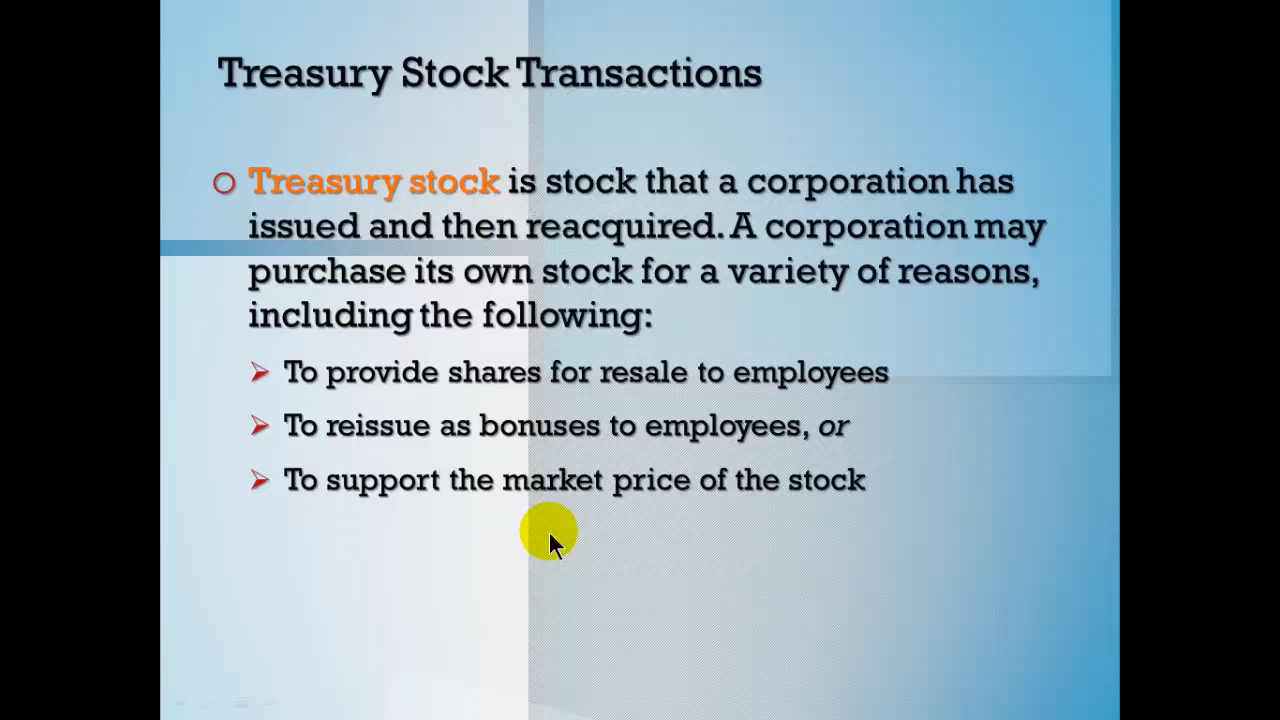 Treasury Stock Transactions
Treasury stock is stock that a corporation has
issued and then reacquired. A corporation may
purchase its own stock for a variety of reasons,
including the following:
To provide shares for resale to employees
To reissue as bonuses to employees, or
To support the market price of the stock